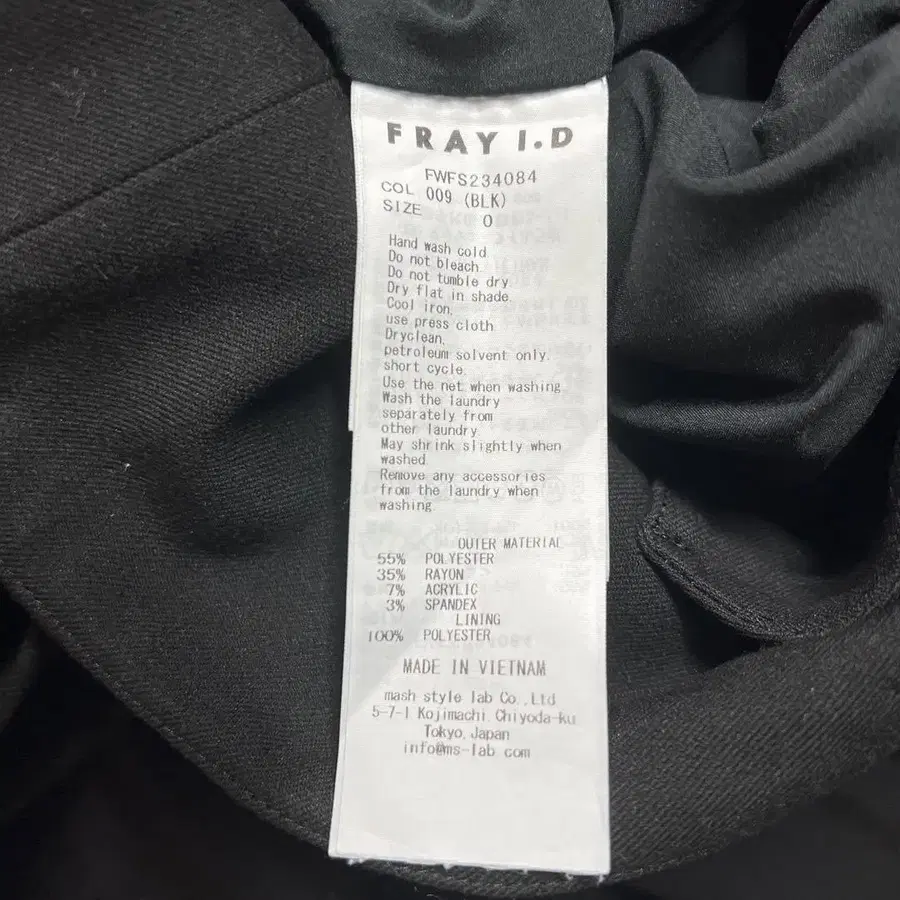 FRAY I.D
FWFS234084
COL 009 (BLK)
SIZE 0
Hand wash cold
Do not bleach.
Do not tumble dry.
Dry flat in shade.
Cool iron,
use press cloth.
Dryclean,
petroleum solvent only.
short cycle.
Use the net when washing
Wash the laundry
separately from
other laundry.
May shrink slightly when
washed.
Remove any accessories
from the laundry when
washing.
OUTER MATERIAL
55% POLYESTER
35% RAYON
7% ACRYLIC
3% SPANDEX
LINING
100% POLYESTER
MADE IN VIETNAM
mash style lab Co.,Ltd
5-7-1 Kojimachi, Chiyoda-ku
Tokyo, Japan
info@ms-lab.com